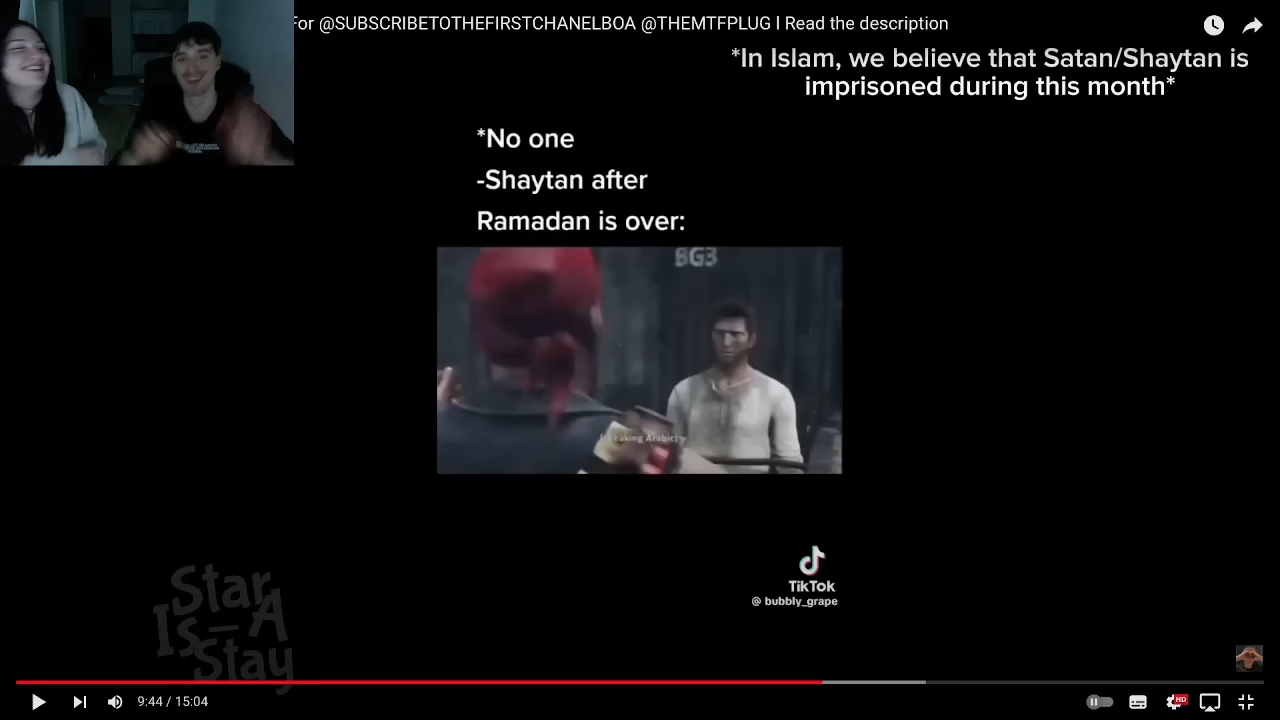 For @SUBSCRIBETOTHEFIRSTCHANELBOA @THEMTFPLUG l Read the description
*In Islam, we believe that Satan/Shaytan is
imprisoned during this month*
*No one
-Shaytan after
Ramadan is over:
BG3
TikTok
@ bubbly_grape
Star
Is-A
Stay
HD
9:44 / 15:04